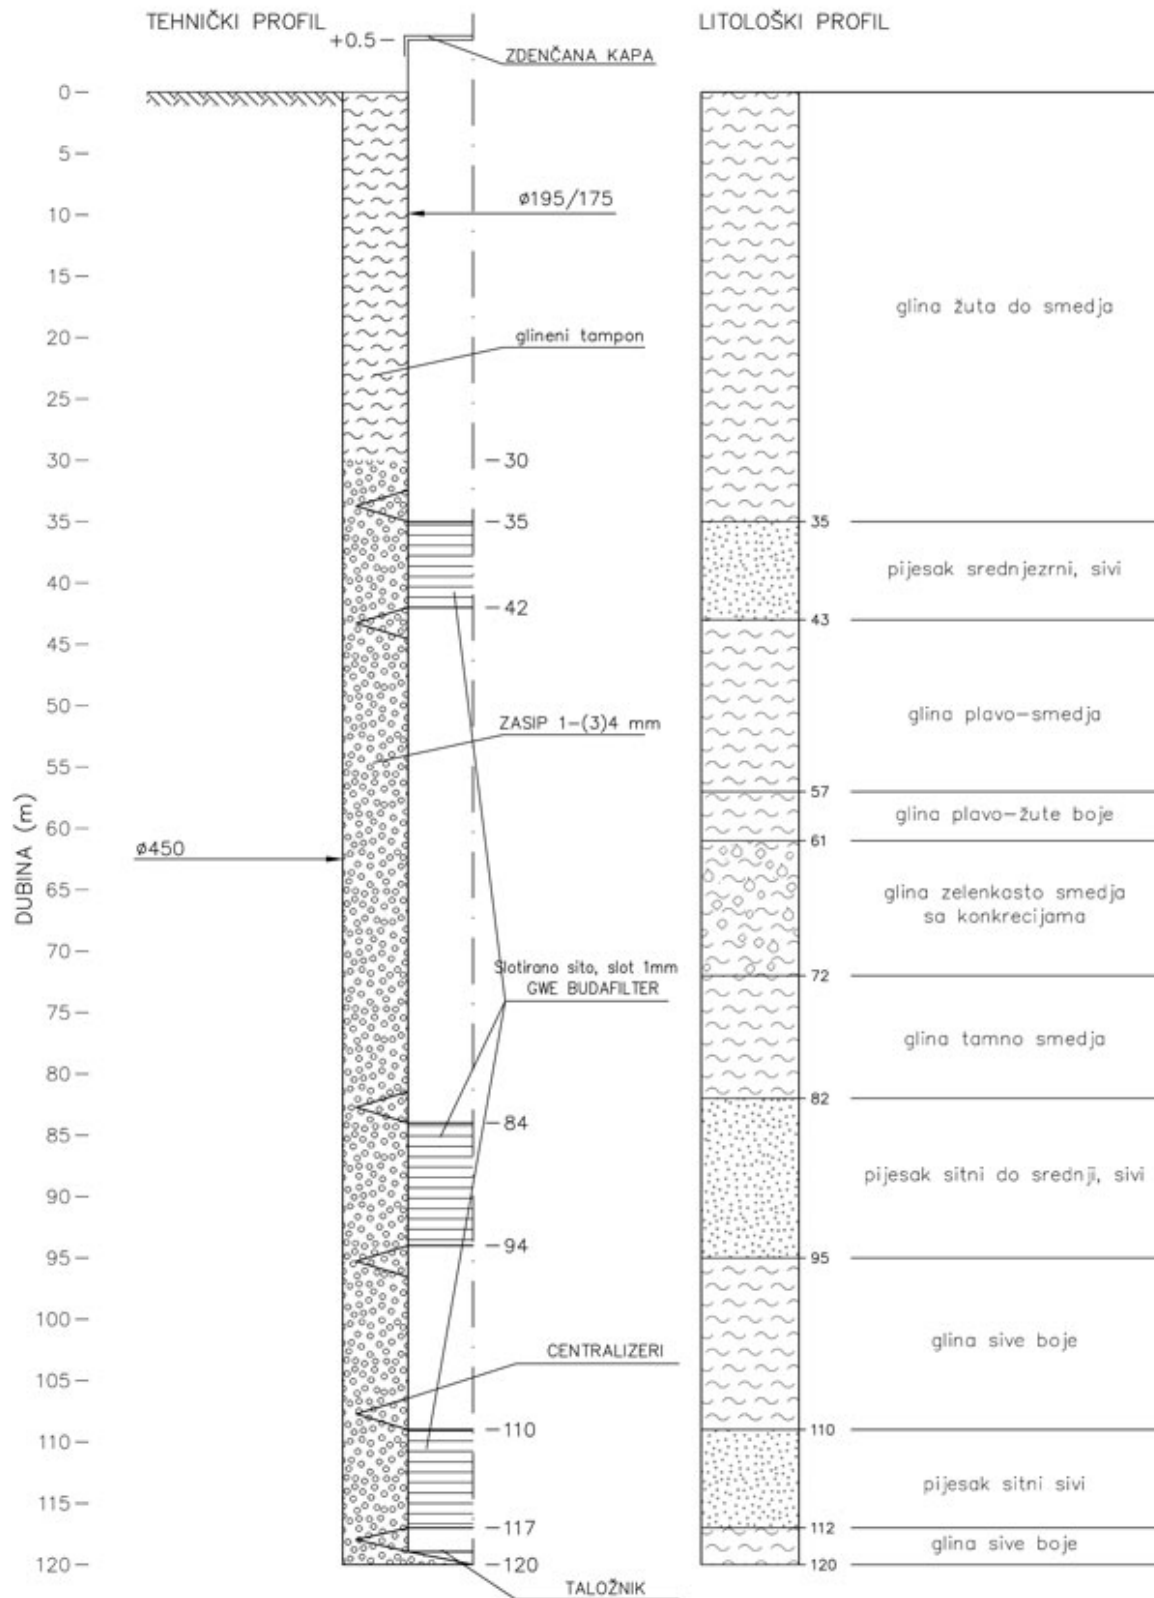 TEHNIČKI PROFIL
LITOLOŠKI PROFIL
+0.5
ZDENČANA KAPA
0
5
Ø195/175
10
15
glina žuta do smedja
glineni tampon
20
25
30
30
35
35
35
pijesak srednjezrni, sivi
40
42
43
45
50
glina plavo-smedja
ZASIP 1-(3)4 mm
55
57
glina plavo-žute boje
60
61
Ø450
DUBINA (m)
65
glina zelenkasto smedja
sa konkrecijama
70
Slotirano sito, slot 1mm
GWE BUDAFILTER
72
75
glina tamno smedja
80
82
84
85
pijesak sitni do srednji, sivi
90
94
95
95
100
glina sive boje
CENTRALIZERI
105
110
110
110
pijesak sitni sivi
115
117
112
glina sive boje
120
120
120
TALOŽNIK